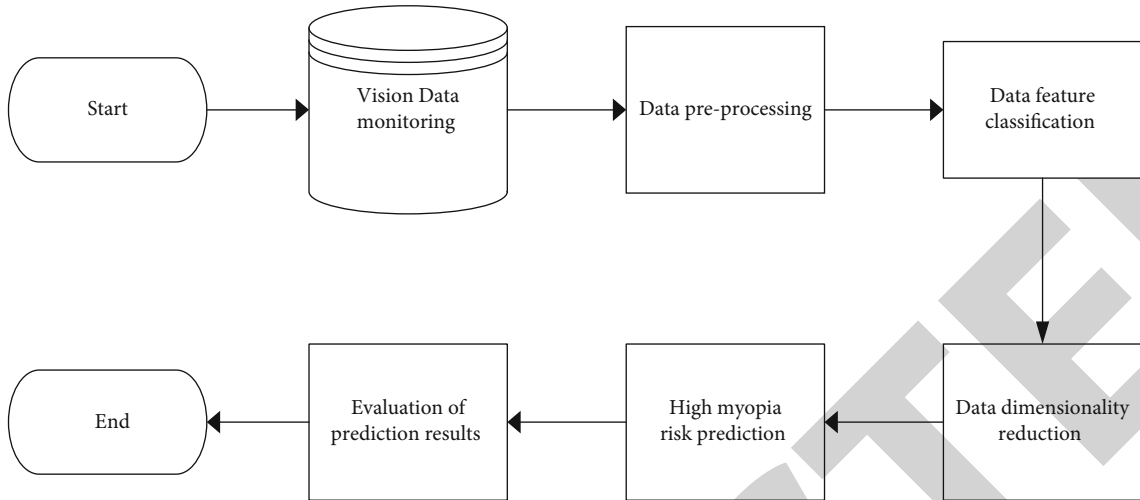 Start
Vision Data
monitoring
Data pre-processing
Data feature
classification
Data dimensionality
reduction
High myopia
risk prediction
Evaluation of
prediction results
End